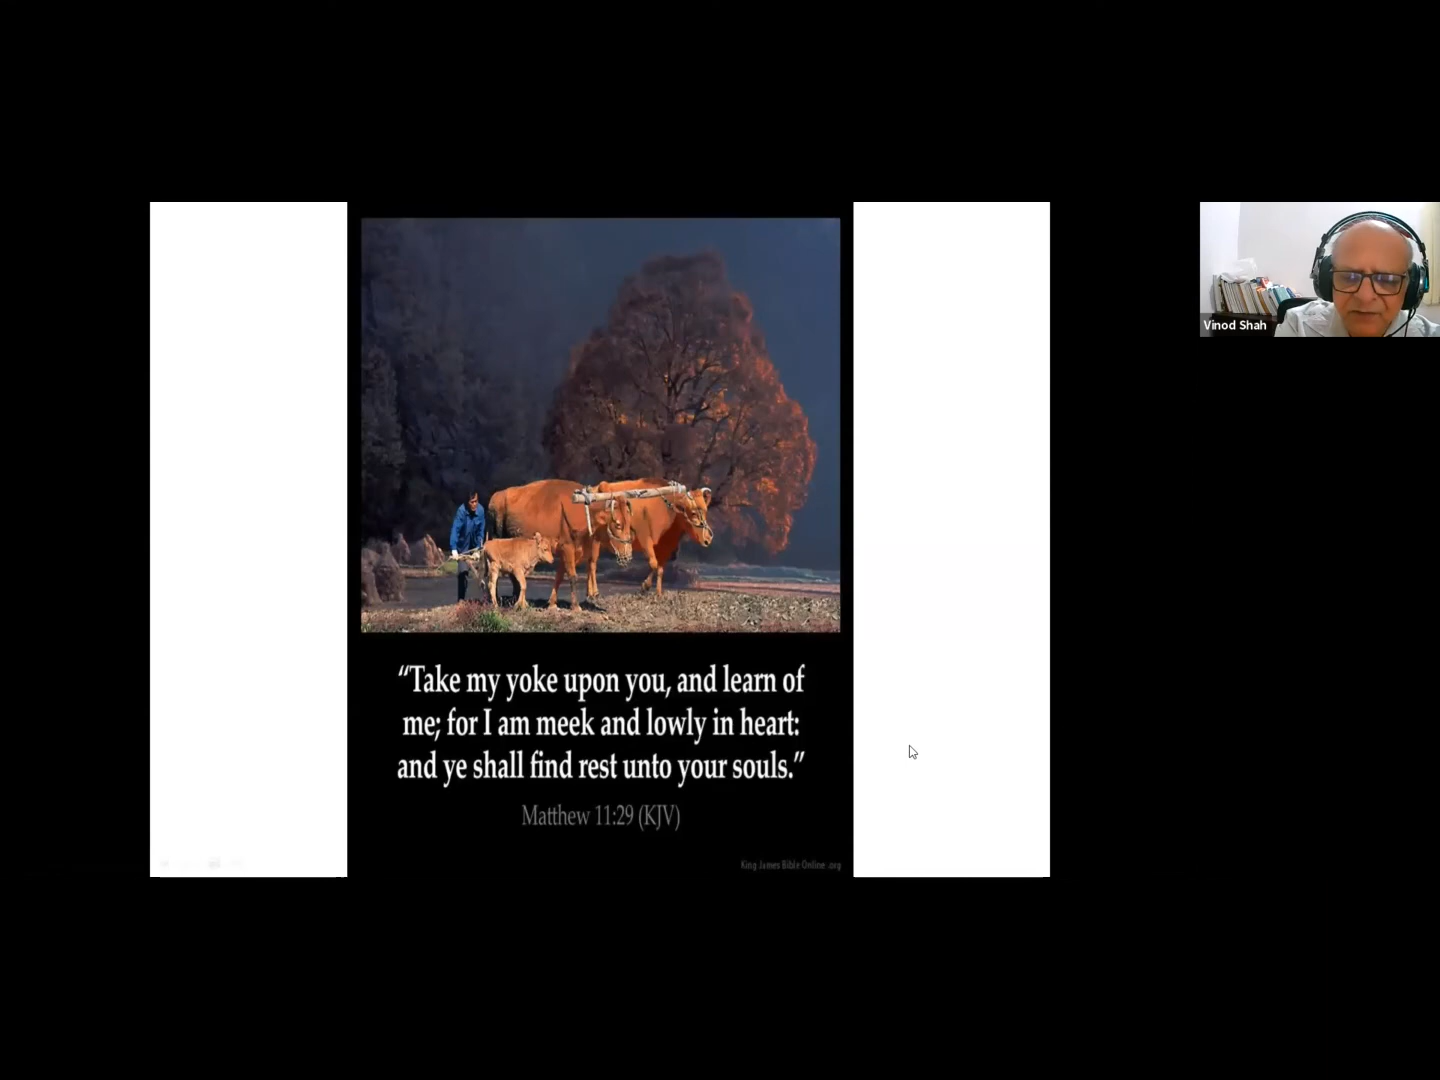 Vinod Shah
“Take my yoke upon you, and learn of
me; for I am meek and lowly in heart:
and ye shall find rest unto your souls.”
Matthew 11:29 (KJV)
King James Bible Online .org